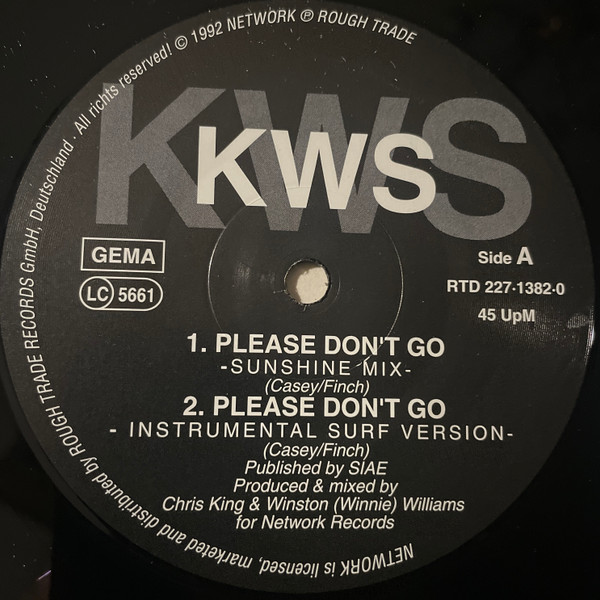 KWS
KWS
GEMA
LC 5661
Side A
RTD 227-1382-0
45 UpM
1. PLEASE DON'T GO
-SUNSHINE MIX-
(Casey/Finch)
2. PLEASE DON'T GO
- INSTRUMENTAL SURF VERSION-
(Casey/Finch)
Published by SIAE
Produced & mixed by
Chris King & Winston (Winnie) Williams
for Network Records
NETWORK is licensed, marketed and distributed by ROUGH TRADE RECORDS GmbH, Deutschland · All rights reserved! © 1992 NETWORK ℗ ROUGH TRADE